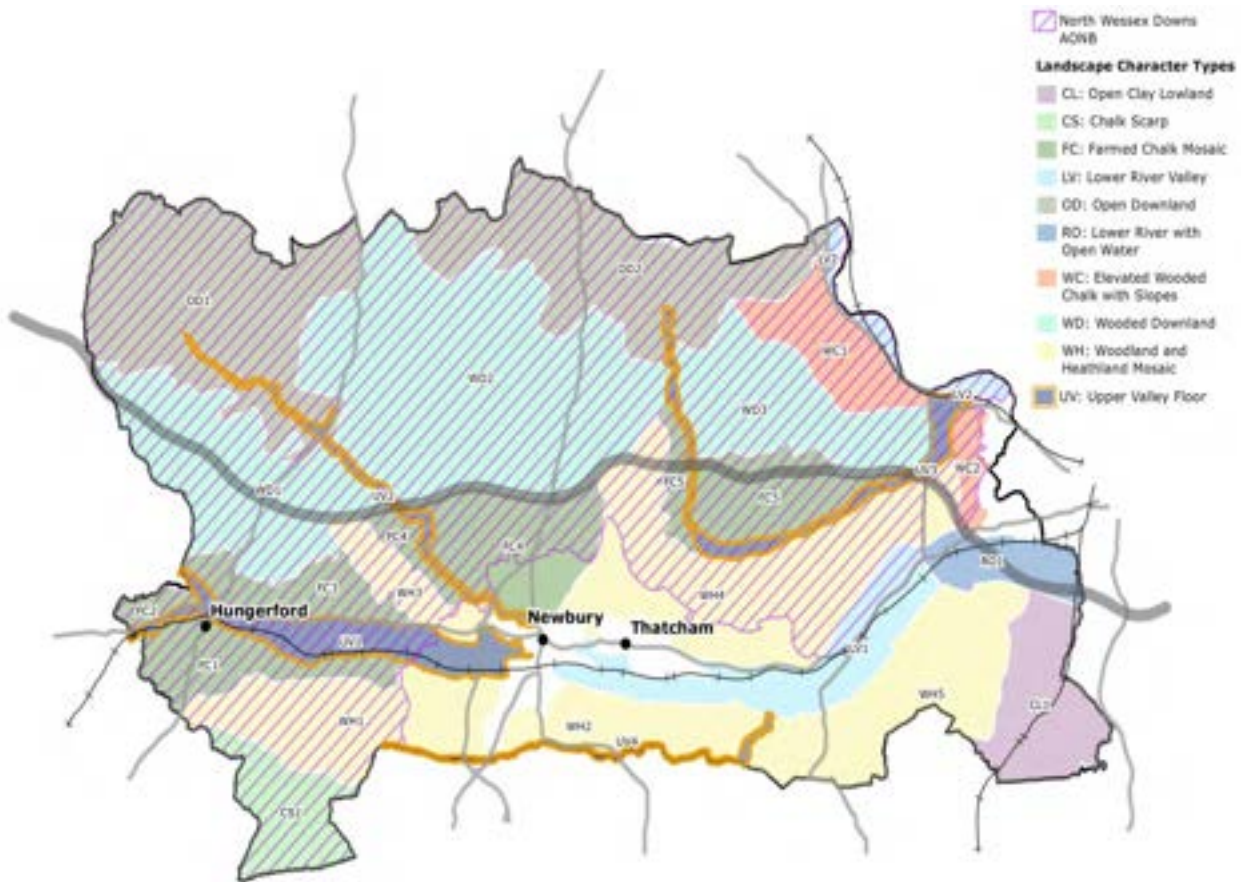 North Wessex Downs
AONB
Landscape Character Types
CL: Open Clay Lowland
CS: Chalk Scarp
FC: Farmed Chalk Mosaic
LV: Lower River Valley
OD: Open Downland
RO: Lower River with
Open Water
WC: Elevated Wooded
Chalk with Slopes
WD: Wooded Downland
WH: Woodland and
Heathland Mosaic
UV: Upper Valley Floor
LV3
OD2
OD1
WC1
WD2
LV2
WD3
WC2
UV3
WD1
UV2
FC5
FC5
FC4
FC4
RO1
FC3
WH3
WH4
FC2
Hungerford
Newbury
Thatcham
UV1
LV1
FC1
WH5
CL1
WH1
WH2
UV4
CS1